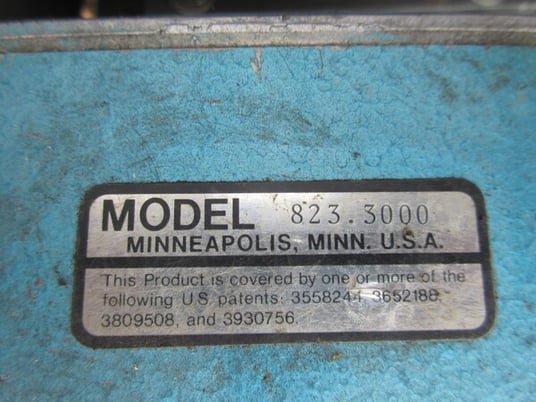 MODEL 823.3000
MINNEAPOLIS, MINN. U.S.A.
This Product is covered by one or more of the
following U.S. patents: 3558244, 3652188,
3809508, and 3930756.